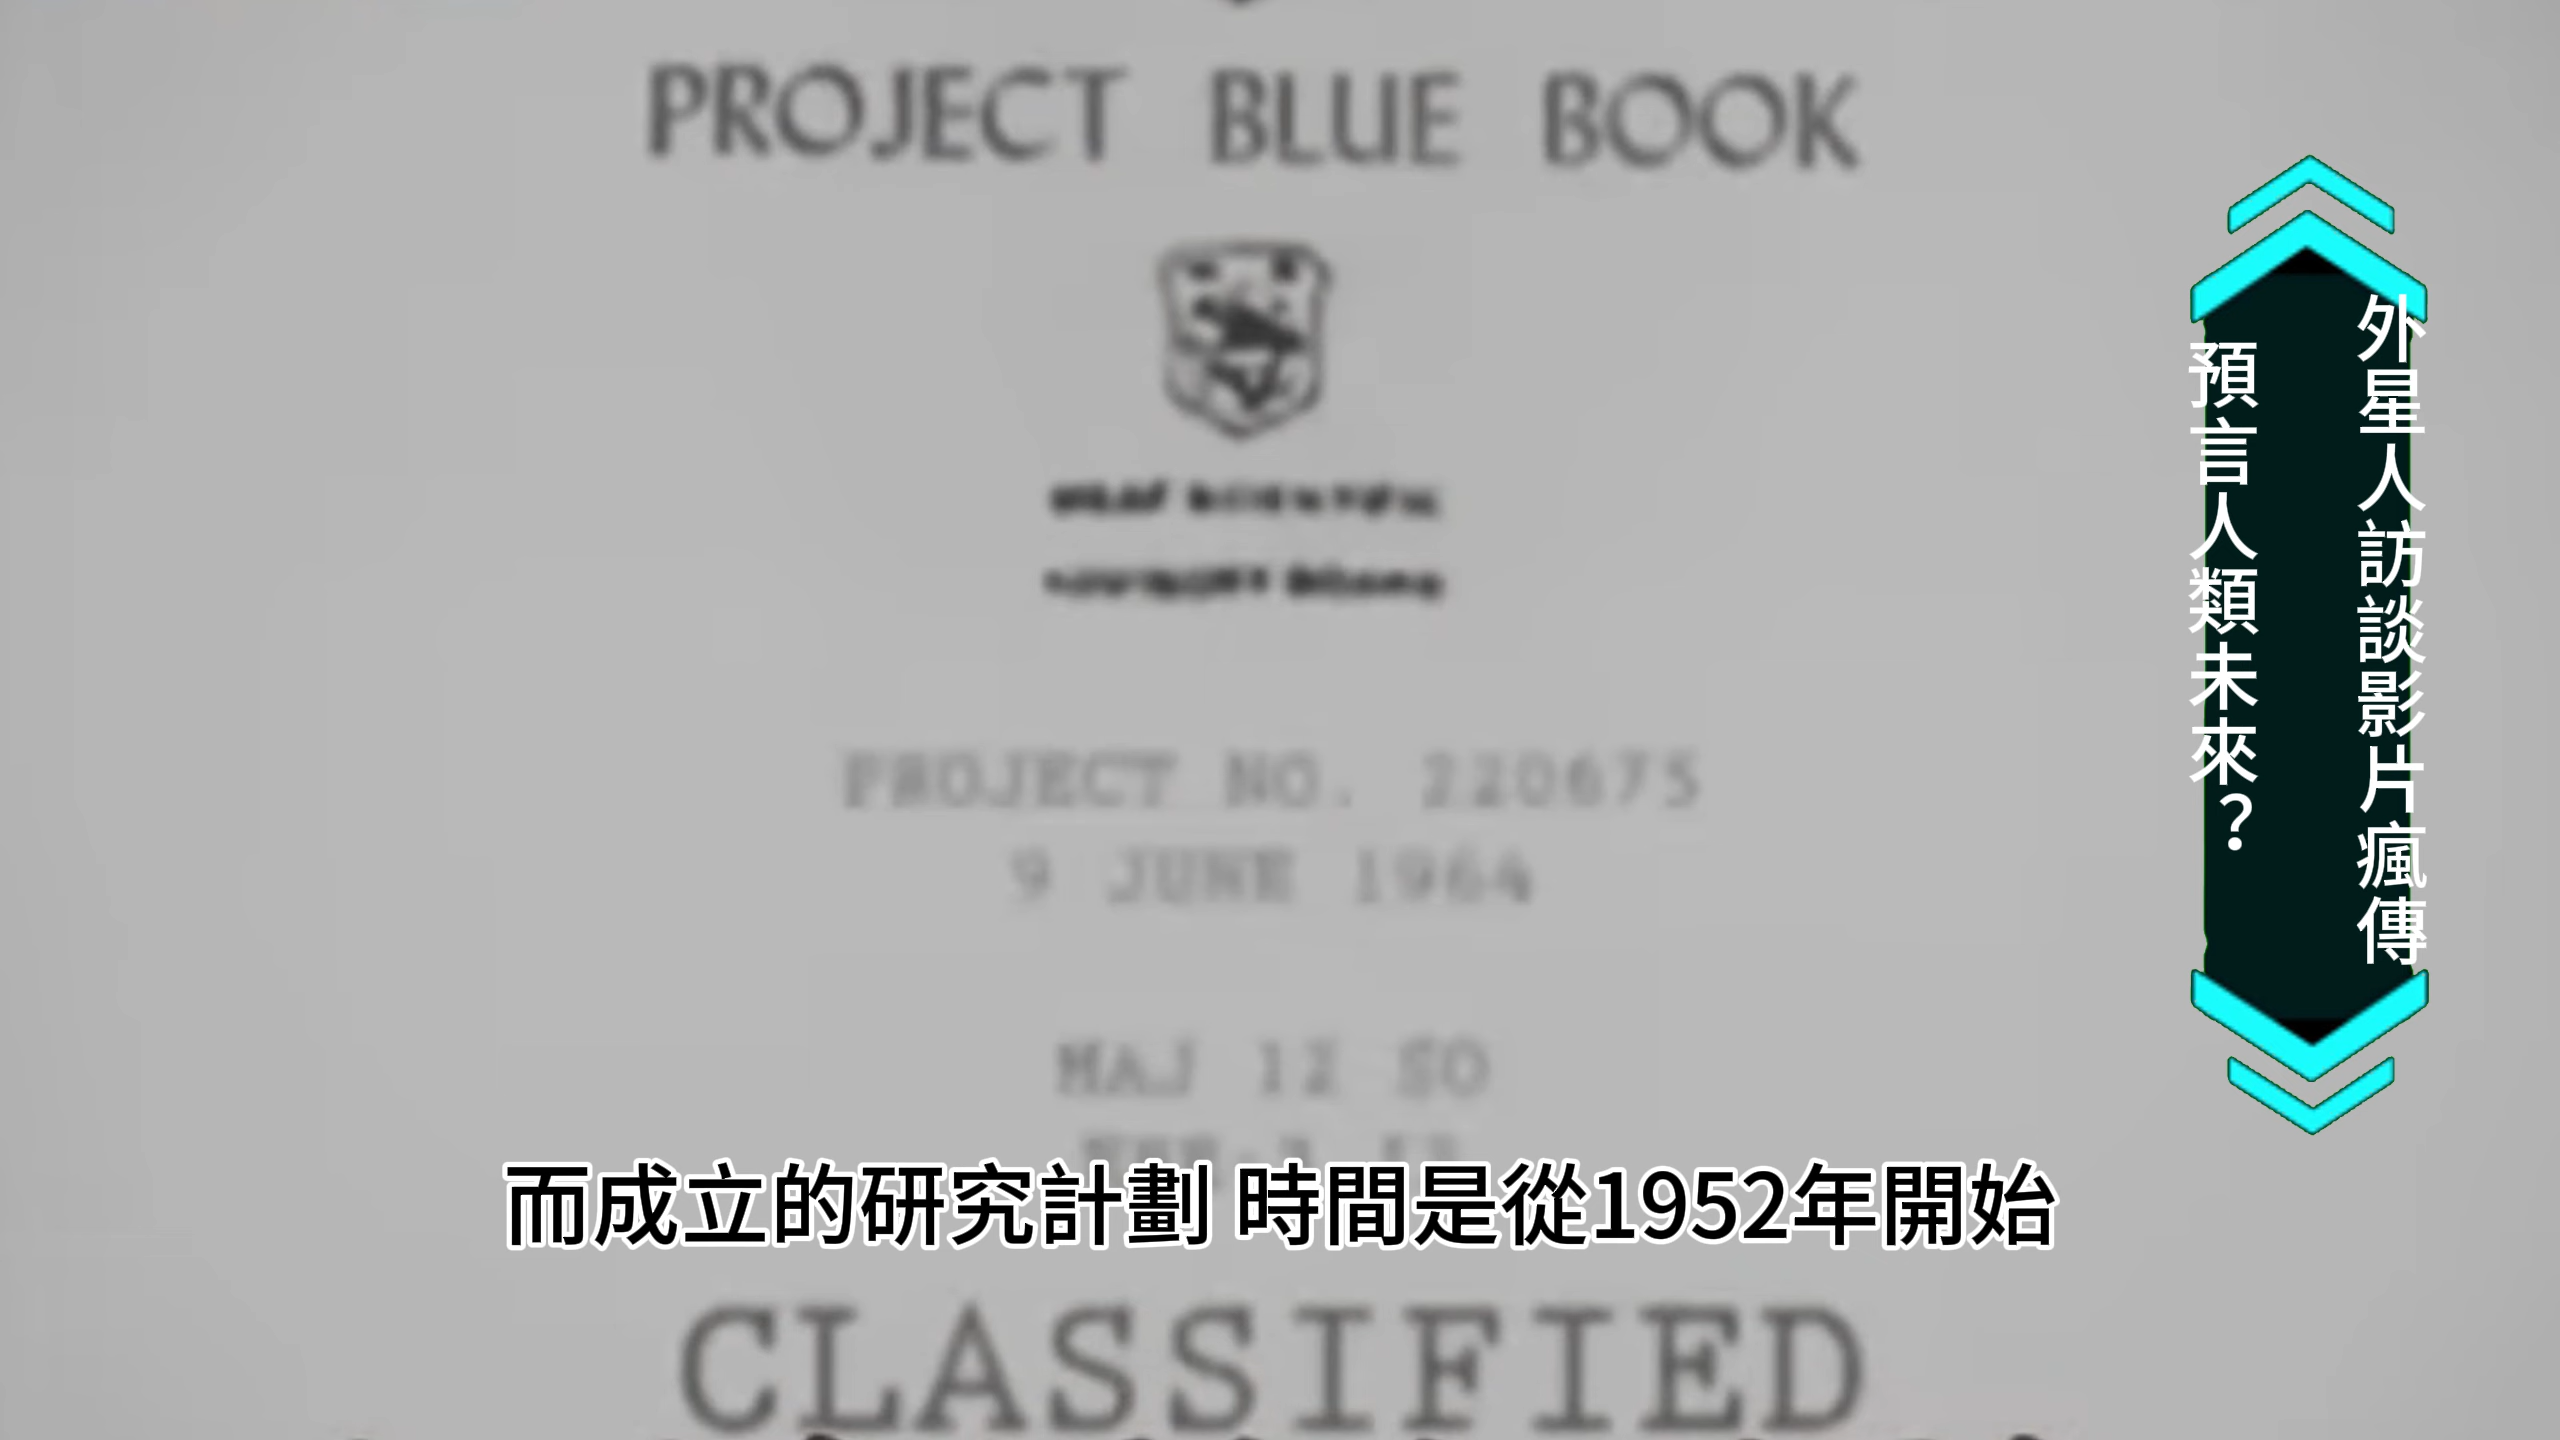 PROJECT BLUE BOOK
PROJECT NO. 220675
9 JUNE 1964
MAJ 12 SO
外星人訪談影片瘋傳
預言人類未來？
而成立的研究計劃 時間是從1952年開始
CLASSIFIED